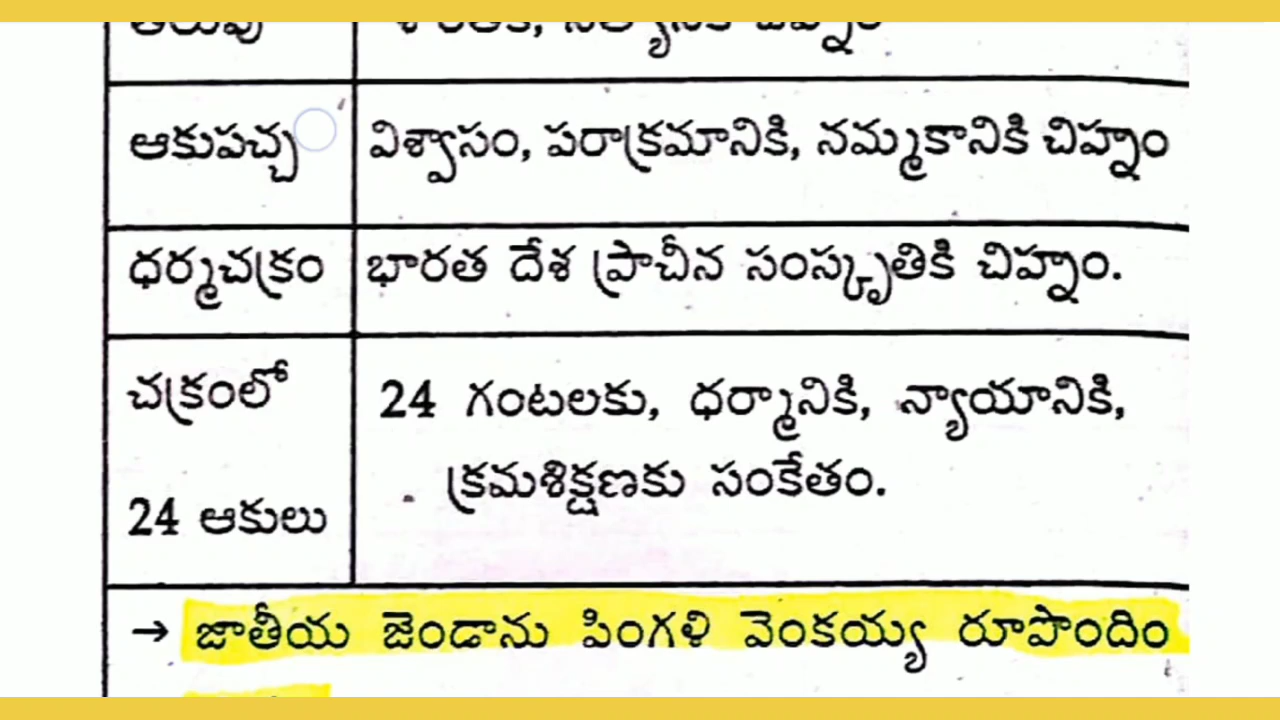 ఆకుపచ్చ విశ్వాసం, పరాక్రమానికి, నమ్మకానికి చిహ్నం
ధర్మచక్రం భారత దేశ ప్రాచీన సంస్కృతికి చిహ్నం.
చక్రంలో 24 గంటలకు, ధర్మానికి, న్యాయానికి,
క్రమశిక్షణకు సంకేతం.
24 ఆకులు
→ జాతీయ జెండాను పింగళి వెంకయ్య రూపొందిం